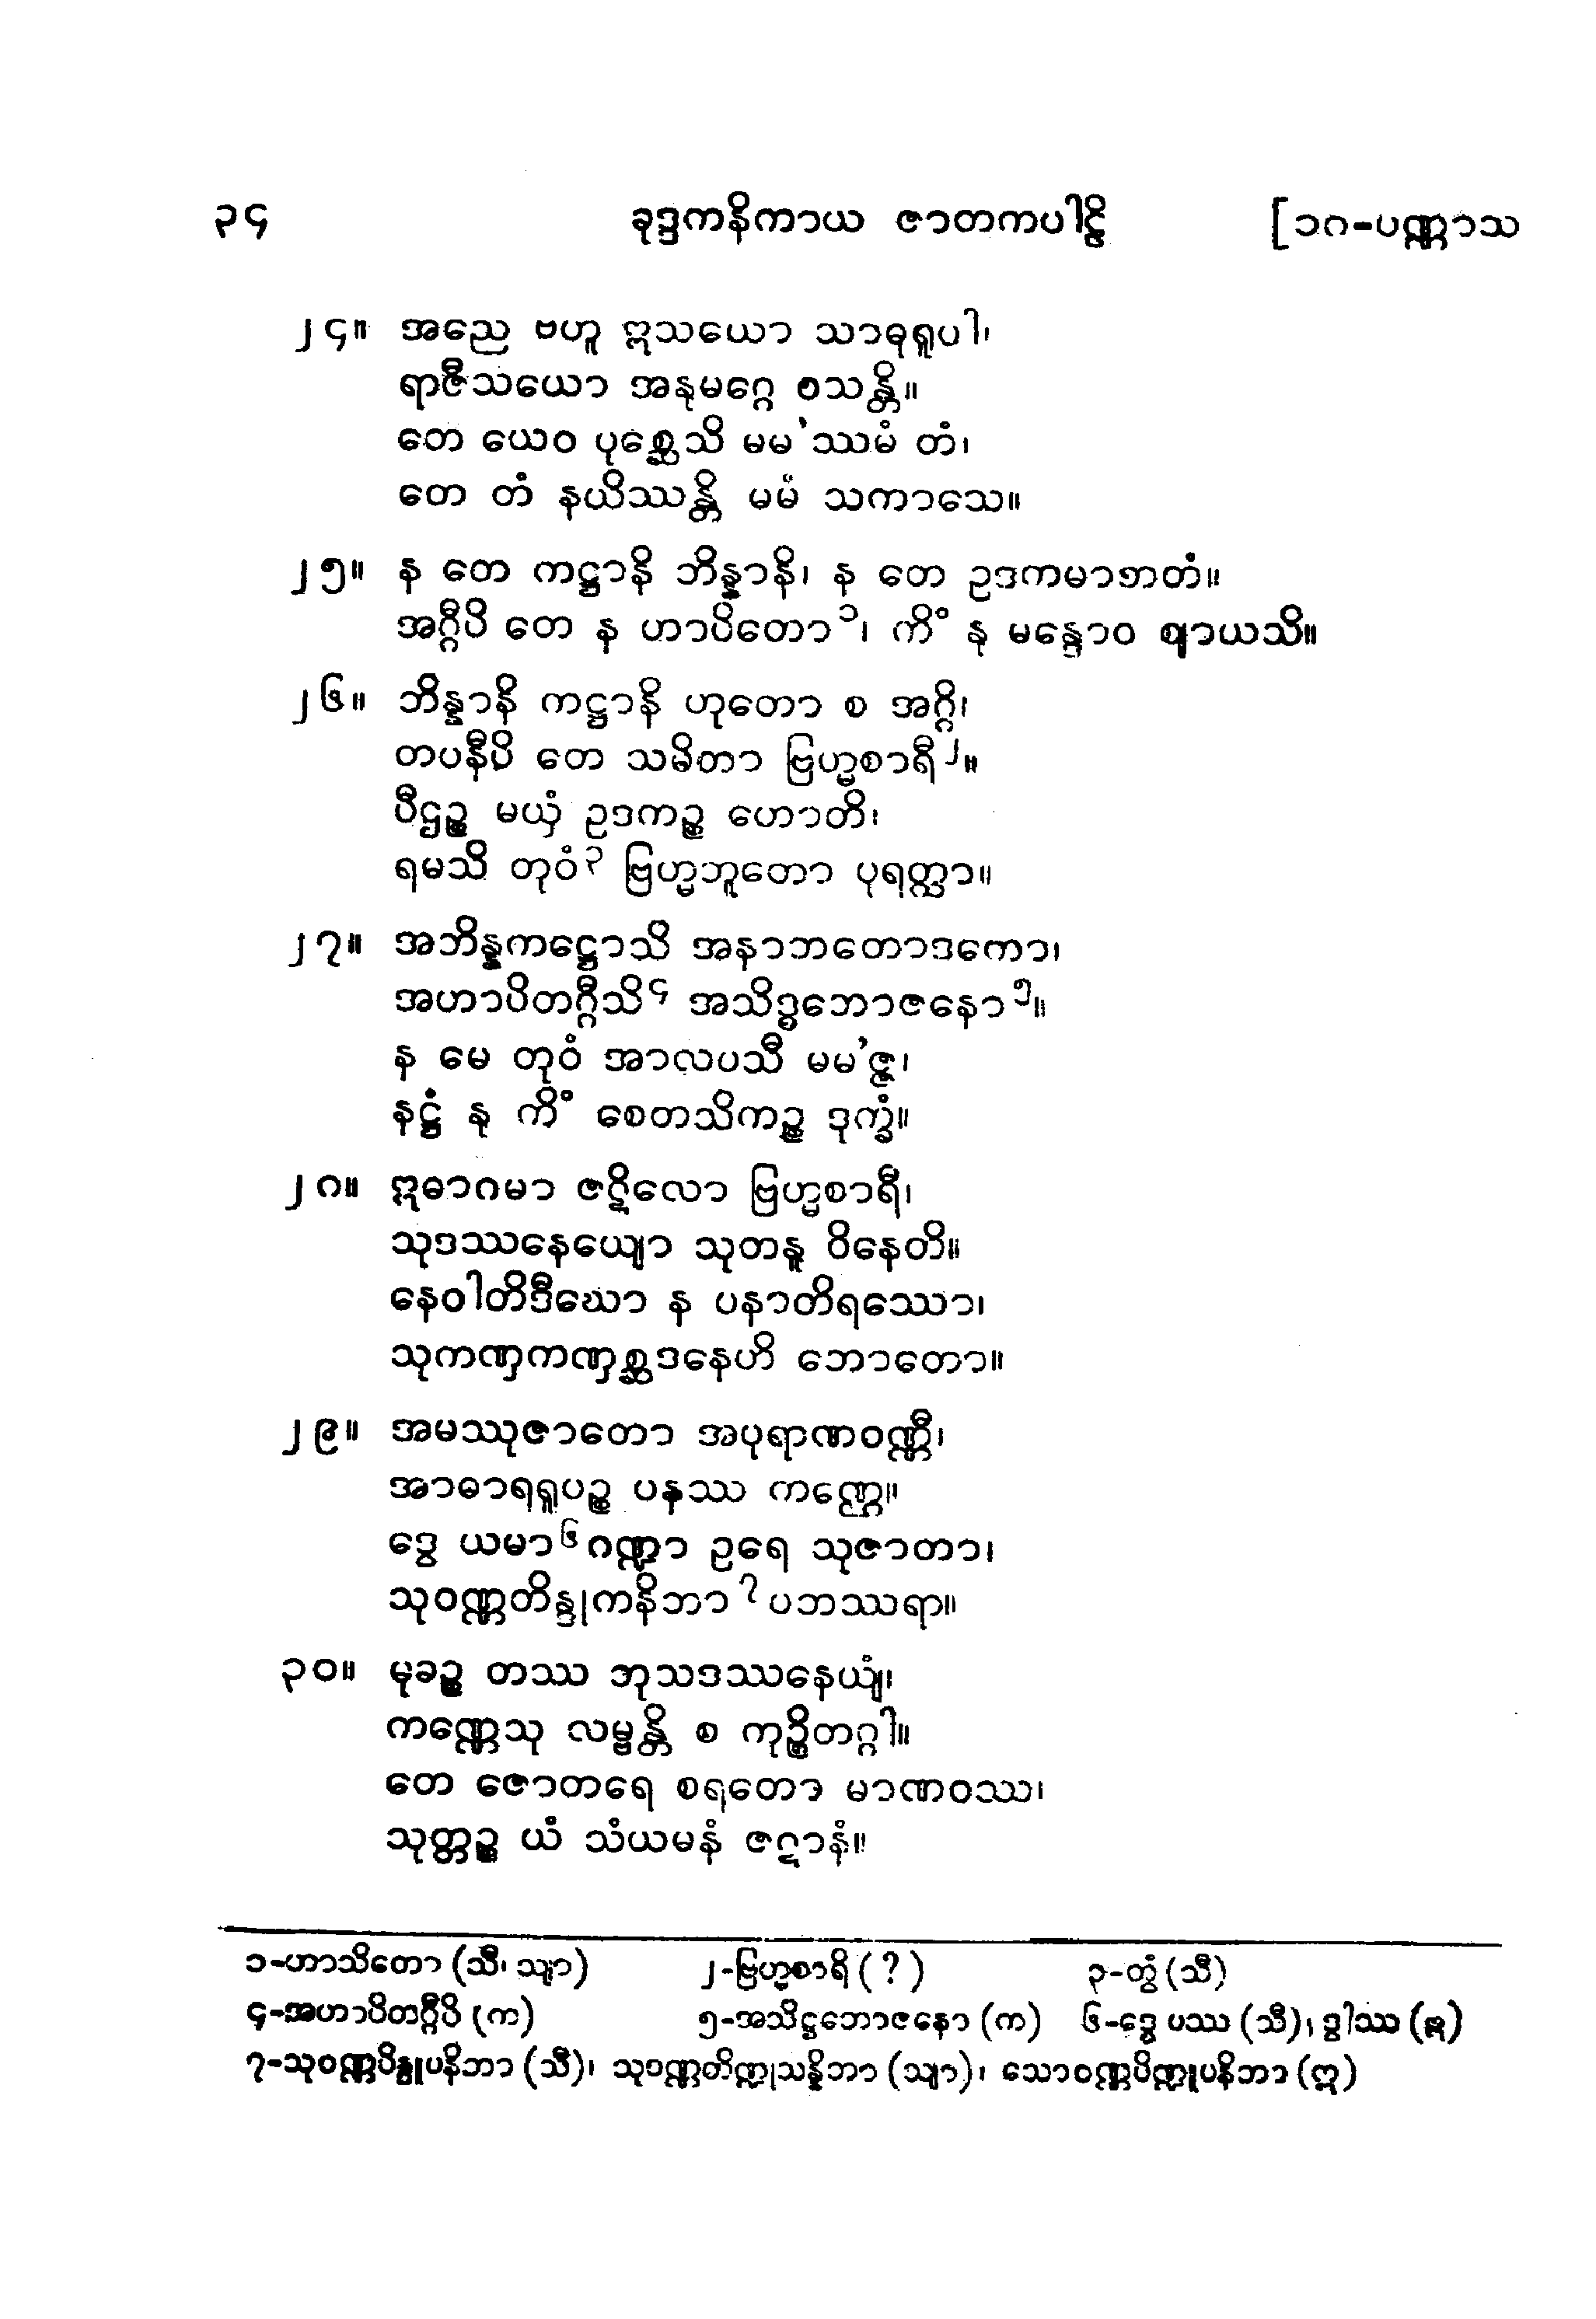 ၃၄ ခုဒ္ဒကနိကာယ ဇာတကပါဠိ [၁၈-ပဏ္ဏာသ
၂၄။ အညေ ဗဟူ ဣသယော သာဓုရူပါ၊
ရာဇီသယော အနုမဂ္ဂေ ဝသန္တိ။
တေ ယေဝ ပုစ္ဆေသိ မမ'ဿမံ တံ၊
တေ တံ နယိဿန္တိ မမံ သကာသေ။
၂၅။ န တေ ကဋ္ဌာနိ ဘိန္နာနိ၊ န တေ ဥဒကမာဘတံ။
အဂ္ဂီပိ တေ န ဟာပိတော၁၊ ကိံ နု မန္ဒောဝ ဈာယသိ။
၂၆။ ဘိန္နာနိ ကဋ္ဌာနိ ဟုတော စ အဂ္ဂိ၊
တပနီပိ တေ သမိတာ ဗြဟ္မစာရီ၂။
ပီဌဉ္စ မယှံ ဥဒကဉ္စ ဟောတိ၊
ရမသိ တုဝံ၃ ဗြဟ္မဘူတော ပုရတ္ထာ။
၂၇။ အဘိန္နကဋ္ဌောသိ အနာဘတောဒကော၊
အဟာပိတဂ္ဂီသိ၄ အသိဒ္ဓဘောဇနော၅။
န မေ တုဝံ အာလပသီ မမ'ဇ္ဇ၊
နဋ္ဌံ နု ကိံ စေတသိကဉ္စ ဒုက္ခံ။
၂၈။ ဣဓာဂမာ ဇဋိလော ဗြဟ္မစာရီ၊
သုဒဿနေယျော သုတနူ ဝိနေတိ။
နေဝါတိဒီဃော န ပနာတိရဿော၊
သုကဏှကဏှစ္ဆဒနေဟိ ဘောတော။
၂၉။ အမဿုဇာတော အပုရာဏဝဏ္ဏီ၊
အာဓာရရူပဉ္စ ပနဿ ကဏ္ဌေ။
ဒွေ ယမာ၆ ဂဏ္ဍာ ဥရေ သုဇာတာ၊
သုဝဏ္ဏတိန္ဒုကနိဘာ၇ ပဘဿရာ။
၃၀။ မုခဉ္စ တဿ ဘုသဒဿနေယျံ၊
ကဏ္ဏေသု လမ္ဗန္တိ စ ကုဉ္စိတဂ္ဂါ။
တေ ဇောတရေ စရတော မာဏဝဿ၊
သုတ္တဉ္စ ယံ သံယမနံ ဇဋာနံ။
၁-ဟာသိတော (သီ၊ သျာ) ၂-ဗြဟ္မစာရိ (?) ၃-တွံ (သီ)
၄-အဟာပိတဂ္ဂီပိ (က) ၅-အသိဋ္ဌဘောဇနော (က) ၆-ဒွေ ပဿ (သီ)၊ ဒွါဿ (ဣ)
၇-သုဝဏ္ဏပိန္ဒူပနိဘာ (သီ)၊ သုဝဏ္ဏတိဏ္ဍုသန္နိဘာ (သျာ)၊ သောဝဏ္ဏပိဏ္ဍူပနိဘာ (ဣ)